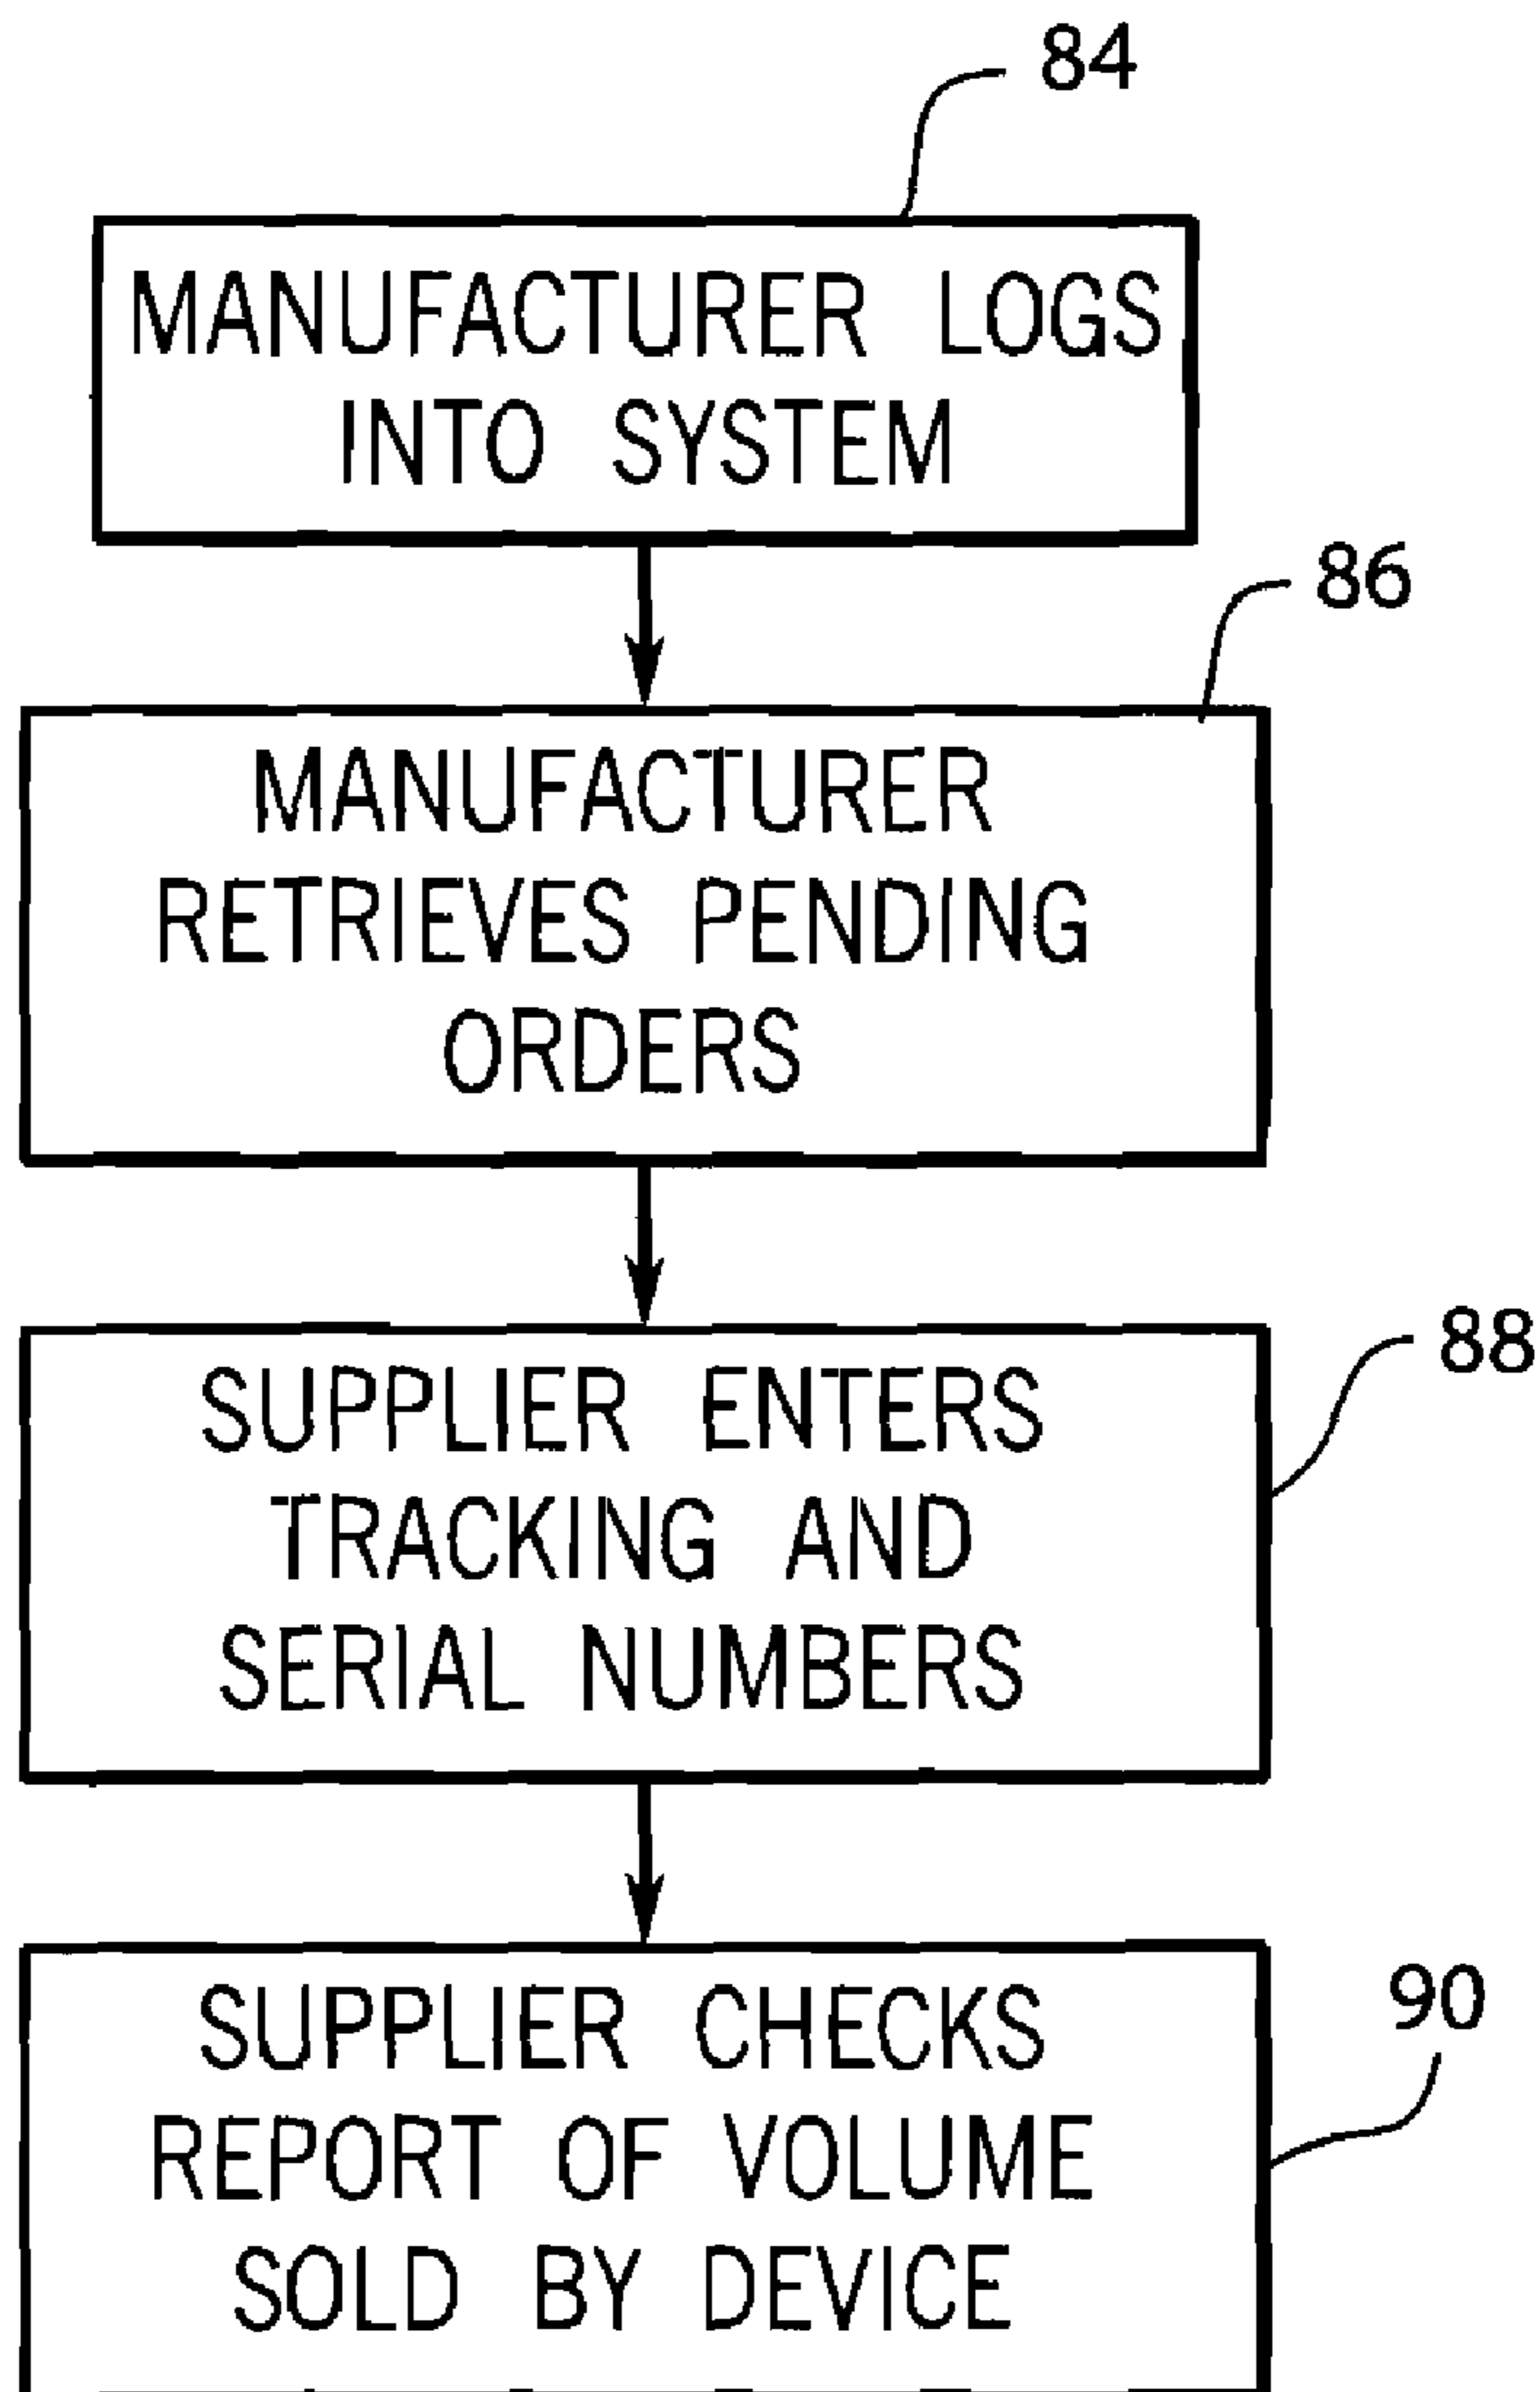 84
MANUFACTURER LOGS
INTO SYSTEM
86
MANUFACTURER
RETRIEVES PENDING
ORDERS
88
SUPPLIER ENTERS
TRACKING AND
SERIAL NUMBERS
90
SUPPLIER CHECKS
REPORT OF VOLUME
SOLD BY DEVICE